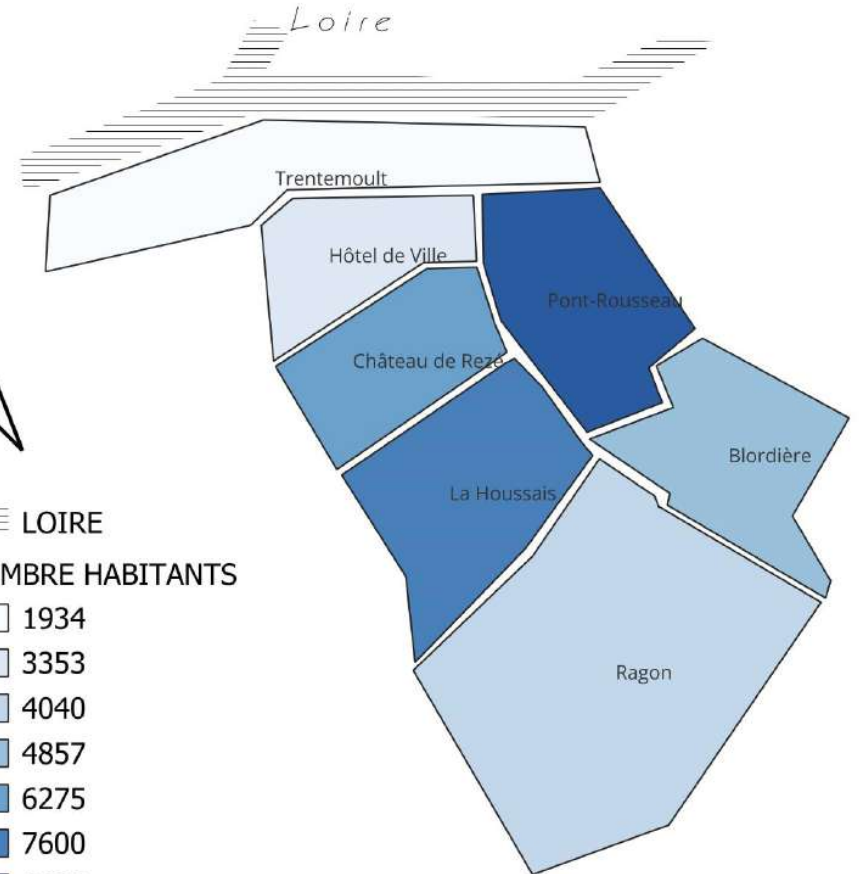 Loire
Trentemoult
Hôtel de Ville
Pont-Rousseau
Château de Rezé
Blordière
La Houssais
Ragon
LOIRE
MBRE HABITANTS
1934
3353
4040
4857
6275
7600